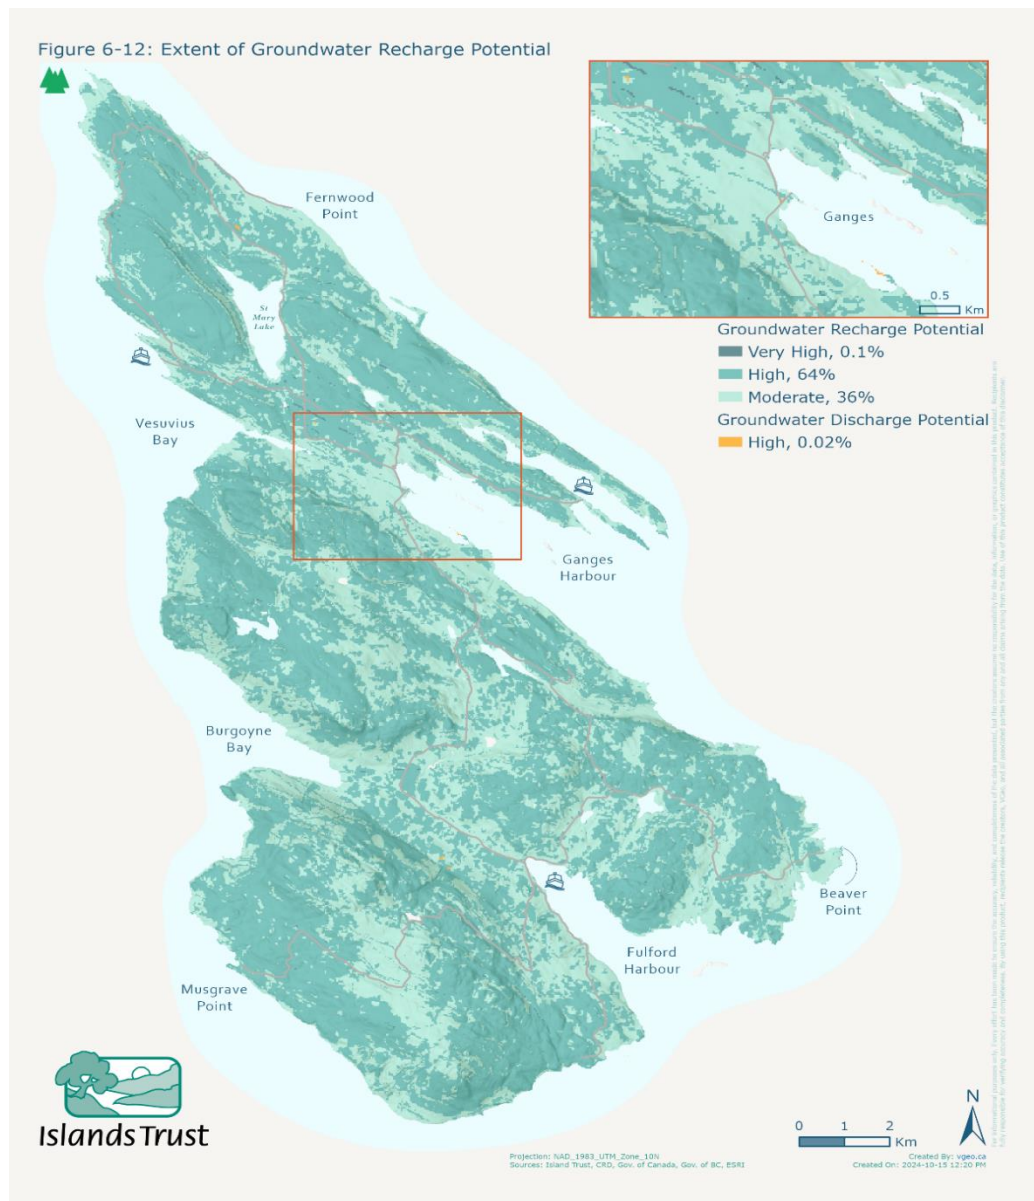 Figure 6-12: Extent of Groundwater Recharge Potential
Fernwood
Point
Ganges
0.5
Km
St
Mary
Lake
Groundwater Recharge Potential
Very High, 0.1%
High, 64%
Moderate, 36%
Groundwater Discharge Potential
High, 0.02%
Vesuvius
Bay
Ganges
Harbour
Burgoyne
Bay
Beaver
Point
Fulford
Harbour
Musgrave
Point
Islands Trust
N
0 1 2
Km
Projection: NAD_1983_UTM_Zone_10N
Sources: Island Trust, CRD, Gov. of Canada, Gov. of BC, ESRI
Created By: vgeo.ca
Created On: 2024-10-15 12:20 PM